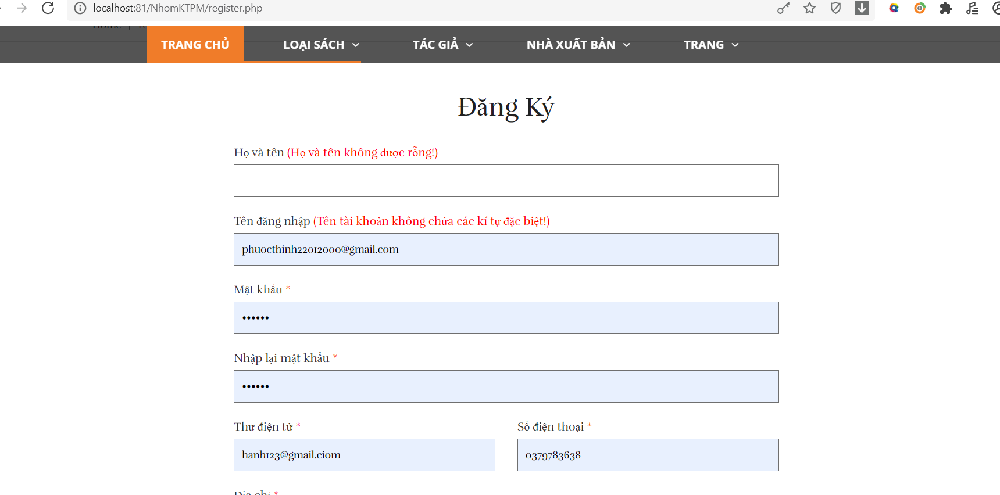 localhost:81/NhomKTPM/register.php
TRANG CHỦ LOẠI SÁCH TÁC GIẢ NHÀ XUẤT BẢN TRANG
Đăng Ký
Họ và tên (Họ và tên không được rỗng!)
Tên đăng nhập (Tên tài khoản không chứa các kí tự đặc biệt!)
phuocthinh22012000@gmail.com
Mật khẩu *
••••••
Nhập lại mật khẩu *
••••••
Thư điện tử * Số điện thoại *
hanh123@gmail.ciom 0379783638
Địa chỉ *